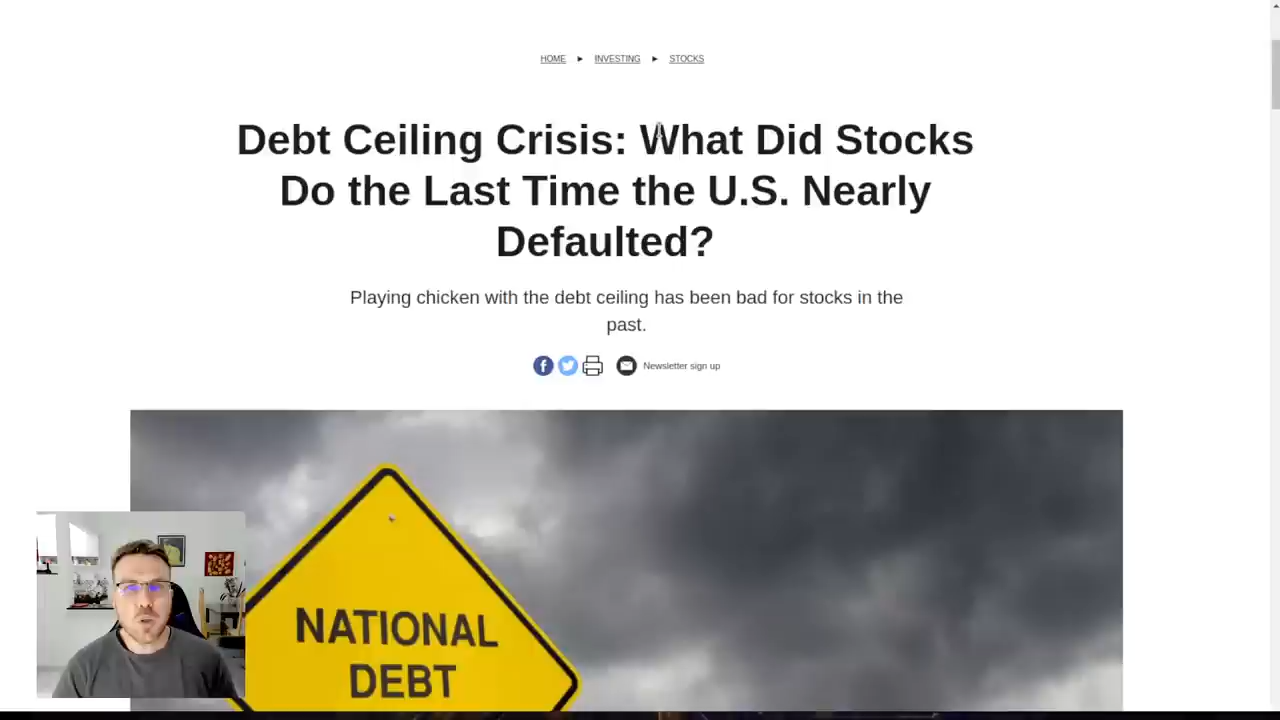 HOME ► INVESTING ► STOCKS
Debt Ceiling Crisis: What Did Stocks
Do the Last Time the U.S. Nearly
Defaulted?
Playing chicken with the debt ceiling has been bad for stocks in the
past.
Newsletter sign up
NATIONAL
DEBT